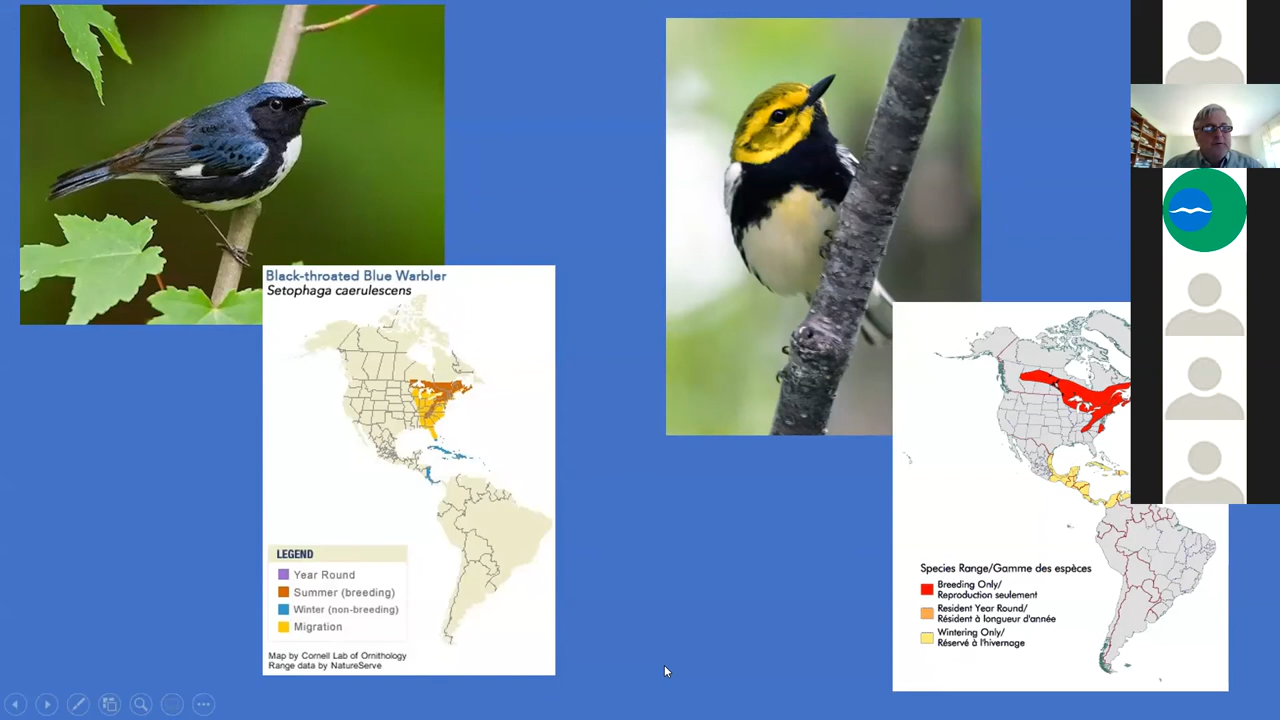 Black-throated Blue Warbler
Setophaga caerulescens
LEGEND
Year Round
Summer (breeding)
Winter (non-breeding)
Migration
Map by Cornell Lab of Ornithology
Range data by NatureServe
Species Range/Gamme des espèces
Breeding Only/
Reproduction seulement
Resident Year Round/
Résident à longueur d'année
Wintering Only/
Réservé à l'hivernage